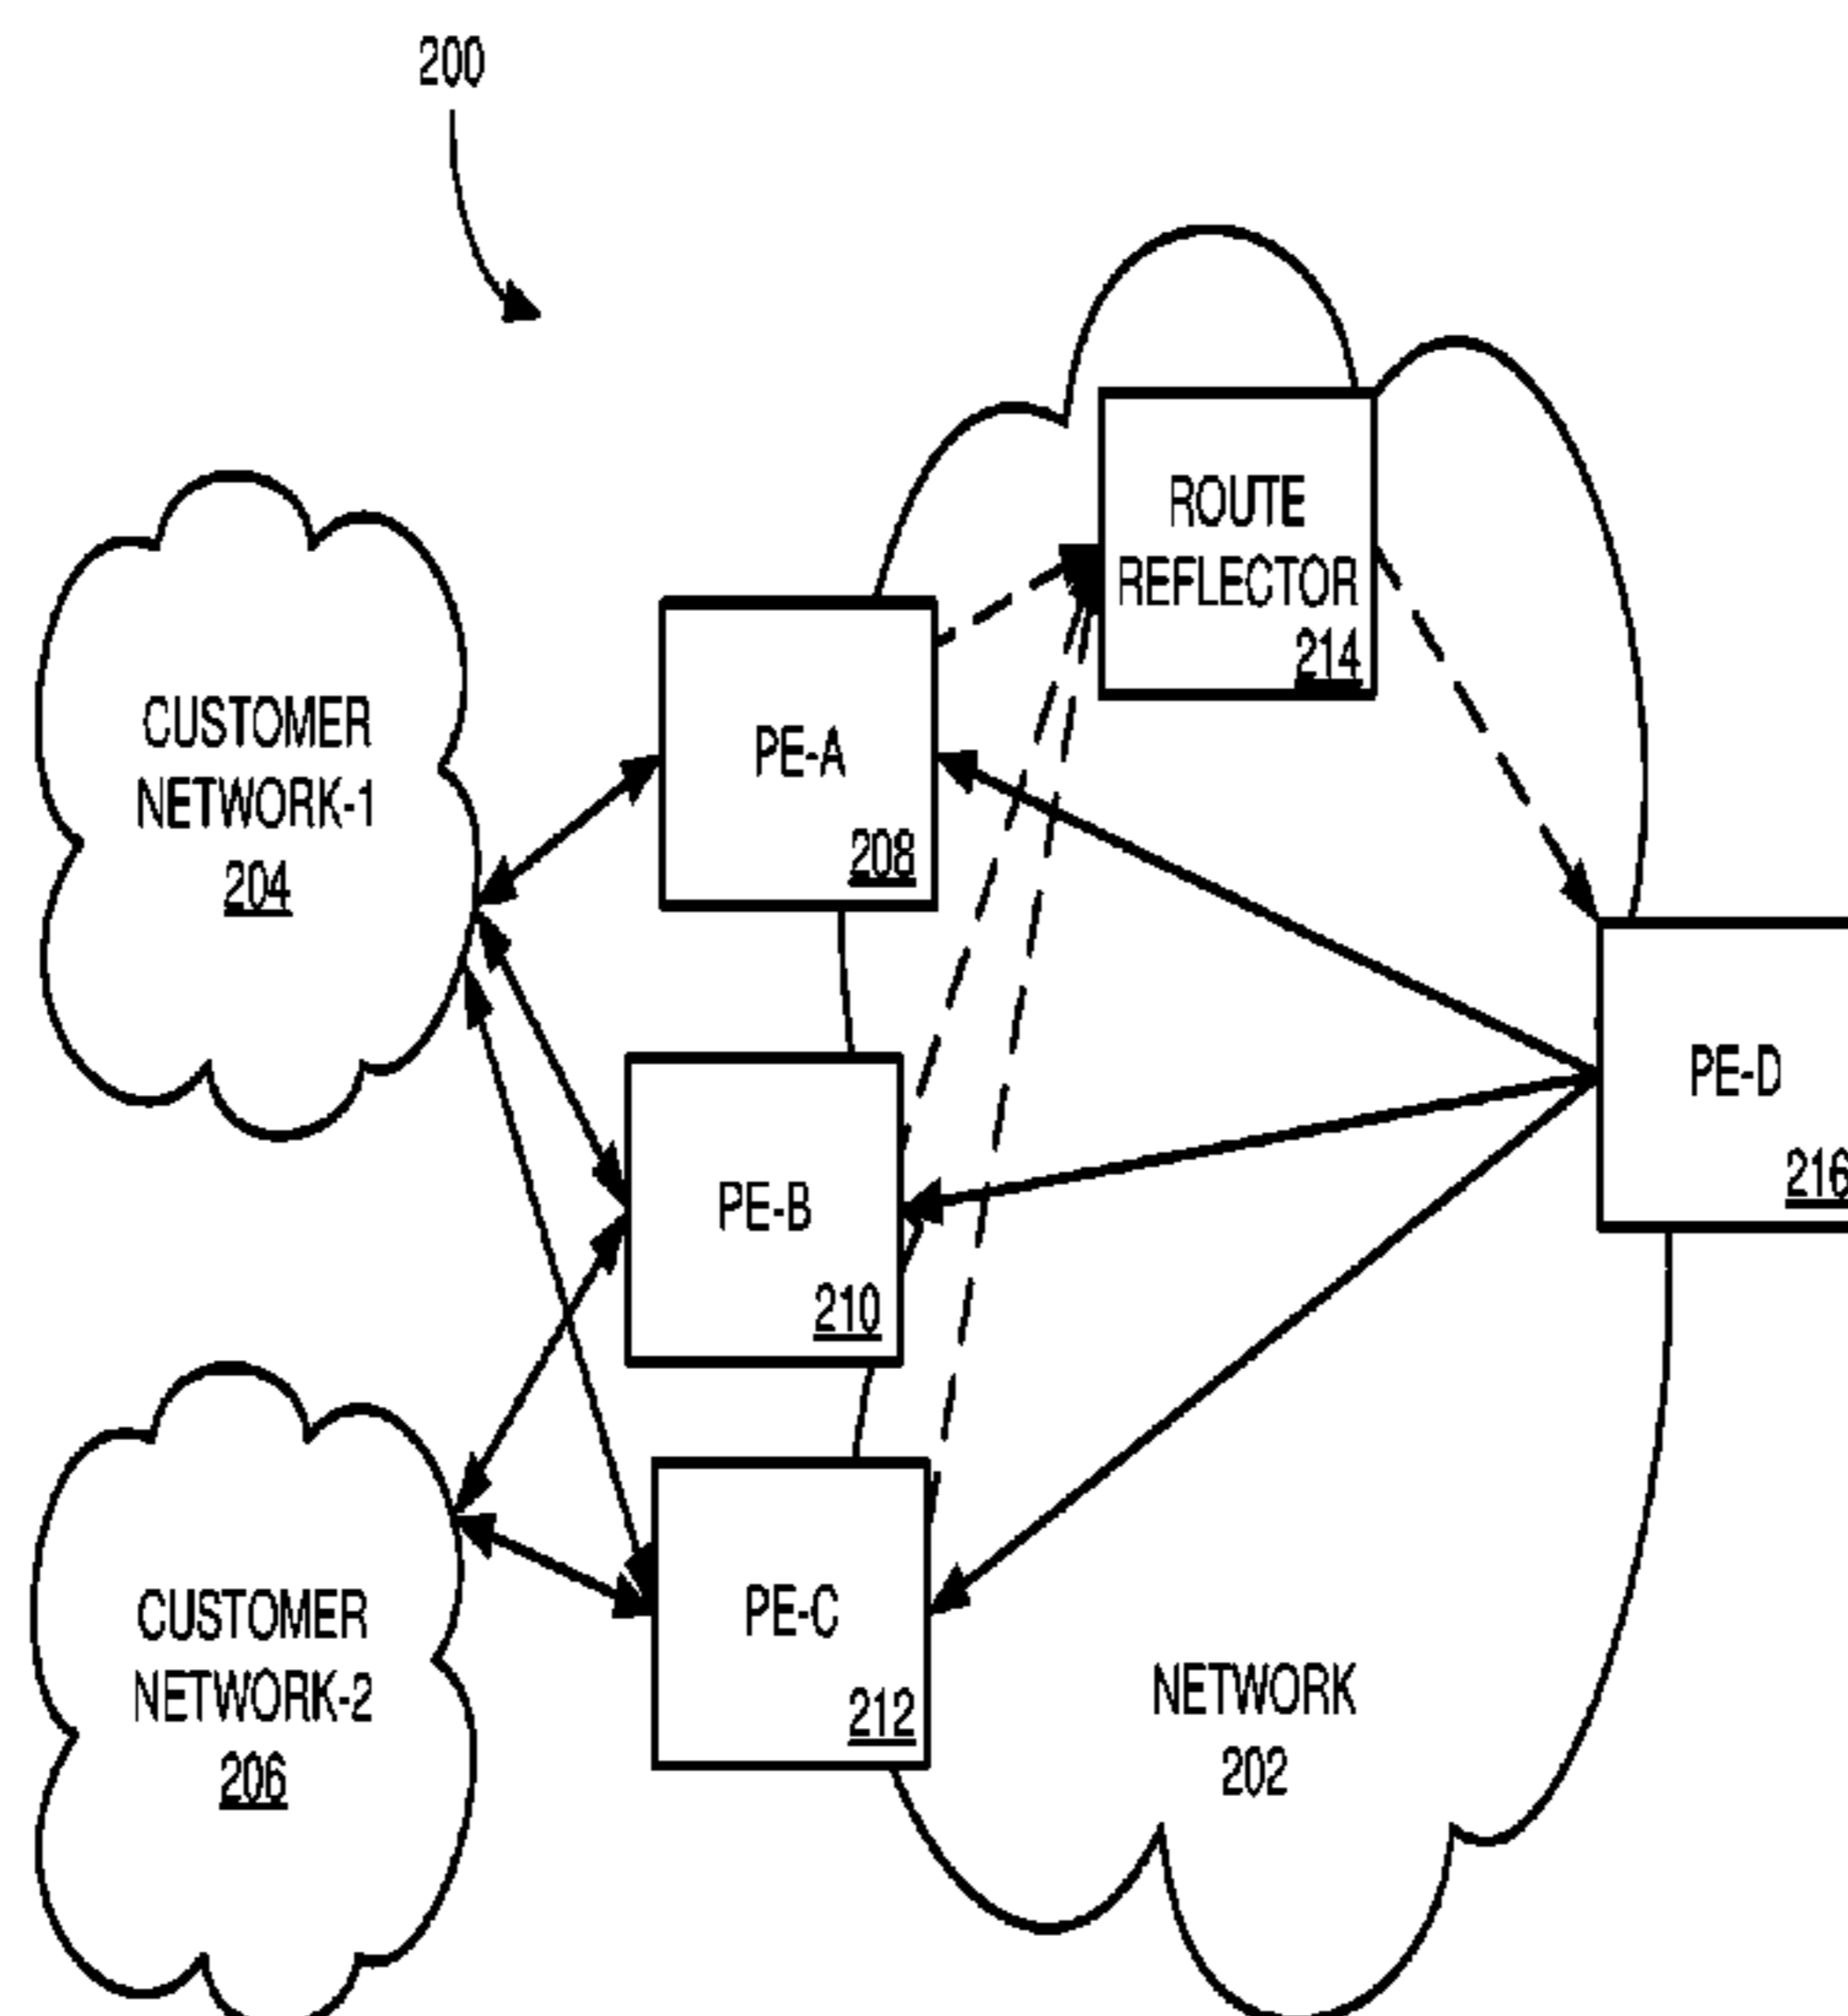 200
ROUTE
REFLECTOR
214
CUSTOMER
NETWORK-1
204
PE-A
208
PE-D
216
PE-B
210
CUSTOMER
NETWORK-2
206
PE-C
212
NETWORK
202